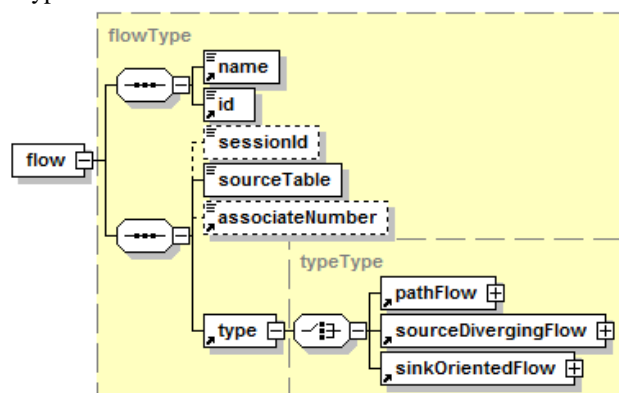 flowType
name
id
flow
sessionId
sourceTable
associateNumber
typeType
pathFlow
type
sourceDivergingFlow
sinkOrientedFlow